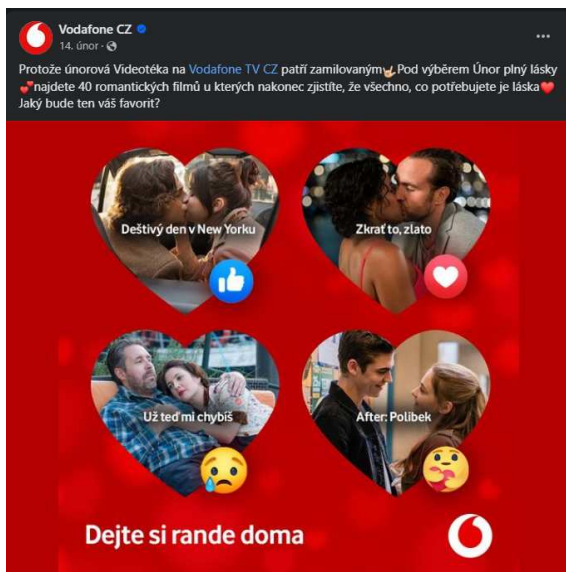 Vodafone CZ
14. únor
Protože únorová Videotéka na Vodafone TV CZ patří zamilovaným🤟Pod výběrem Únor plný lásky
💕najdete 40 romantických filmů u kterých nakonec zjistíte, že všechno, co potřebujete je láska❤️
Jaký bude ten váš favorit?
Deštivý den v New Yorku
Zkrať to, zlato
Už teď mi chybíš
After: Polibek
Dejte si rande doma